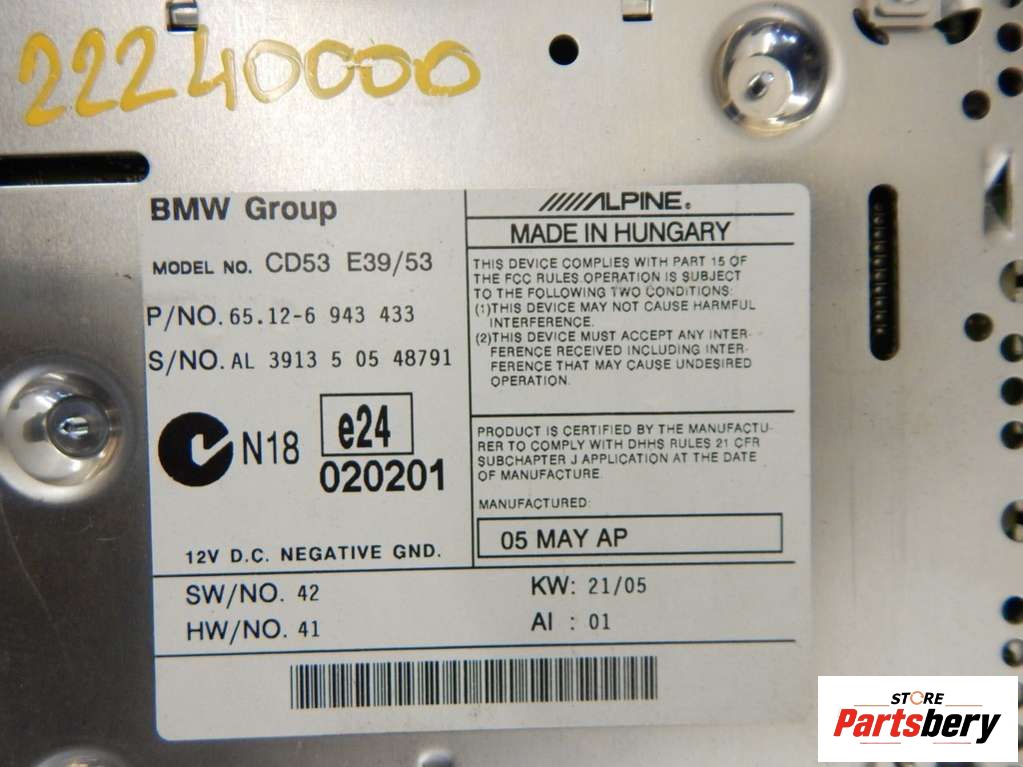 22240000
BMW Group
MODEL NO. CD53 E39/53
P/NO. 65.12-6 943 433
S/NO. AL 3913 5 05 48791
N18
e24
020201
12V D.C. NEGATIVE GND.
ALPINE®
MADE IN HUNGARY
THIS DEVICE COMPLIES WITH PART 15 OF
THE FCC RULES.OPERATION IS SUBJECT
TO THE FOLLOWING TWO CONDITIONS:
(1)THIS DEVICE MAY NOT CAUSE HARMFUL
INTERFERENCE.
(2)THIS DEVICE MUST ACCEPT ANY INTER-
FERENCE RECEIVED INCLUDING INTER-
FERENCE THAT MAY CAUSE UNDESIRED
OPERATION.
PRODUCT IS CERTIFIED BY THE MANUFACTU-
RER TO COMPLY WITH DHHS RULES 21 CFR
SUBCHAPTER J APPLICATION AT THE DATE
OF MANUFACTURE.
MANUFACTURED:
05 MAY AP
SW/NO. 42
KW: 21/05
HW/NO. 41
AI : 01
STORE
Partsbery